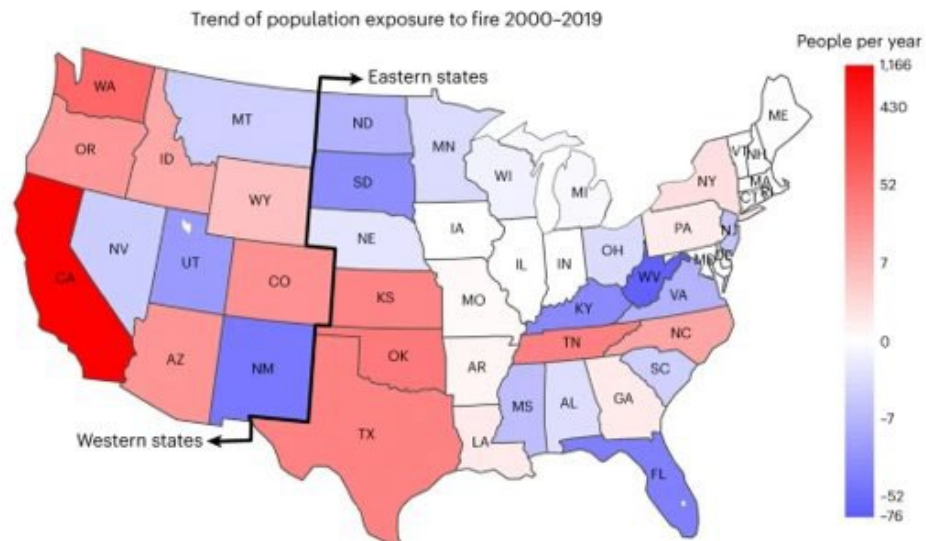 Trend of population exposure to fire 2000–2019
People per year
1,166
430
52
7
0
–7
–52
–76
Eastern states
Western states
WA
OR
CA
ID
NV
MT
WY
UT
AZ
CO
NM
ND
SD
NE
KS
OK
TX
MN
IA
MO
AR
LA
WI
IL
MI
IN
OH
KY
TN
MS
AL
GA
FL
SC
NC
VA
WV
PA
NY
NJ
ME
VT
NH
MA
RI